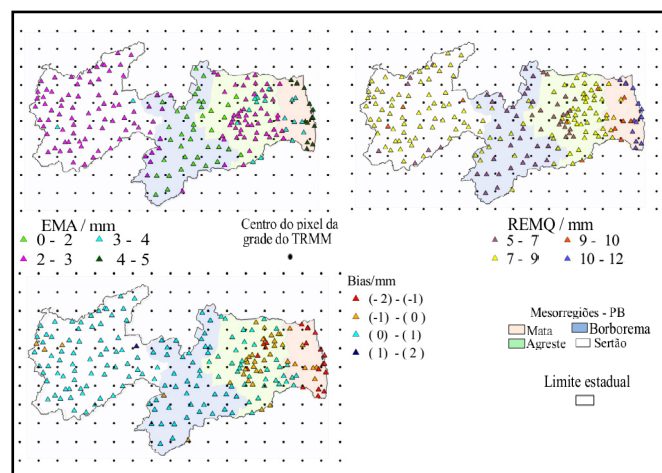 EMA / mm
0 - 2
3 - 4
2 - 3
4 - 5
Centro do pixel da
grade do TRMM
REMQ / mm
5 - 7
9 - 10
7 - 9
10 - 12
Bias/mm
(- 2) - (-1)
(-1) - ( 0)
( 0) - ( 1)
( 1) - ( 2)
Mesorregiões - PB
Mata
Borborema
Agreste
Sertão
Limite estadual